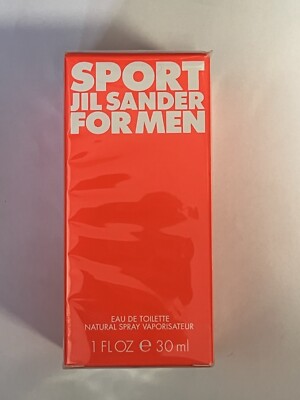 SPORT
JIL SANDER
FOR MEN
EAU DE TOILETTE
NATURAL SPRAY VAPORISATEUR
1 FL OZ ℮ 30 ml